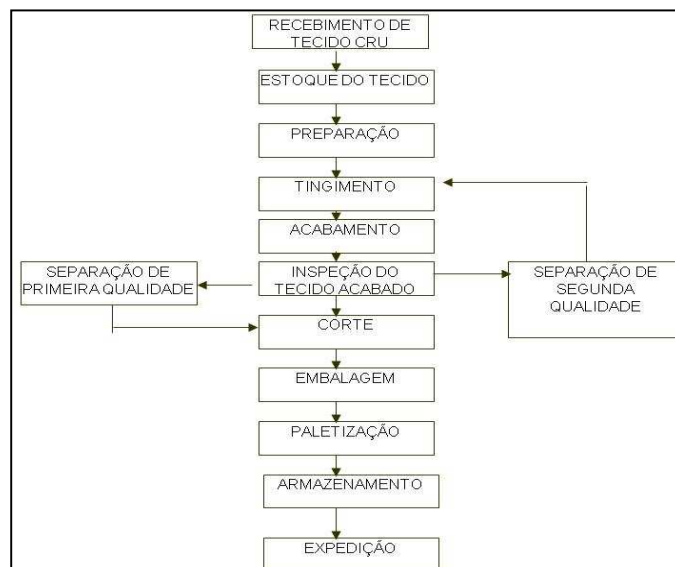 RECEBIMENTO DE
TECIDO CRU
ESTOQUE DO TECIDO
PREPARAÇÃO
TINGIMENTO
ACABAMENTO
SEPARAÇÃO DE
PRIMEIRA QUALIDADE
INSPEÇÃO DO
TECIDO ACABADO
SEPARAÇÃO DE
SEGUNDA
QUALIDADE
CORTE
EMBALAGEM
PALETIZAÇÃO
ARMAZENAMENTO
EXPEDIÇÃO